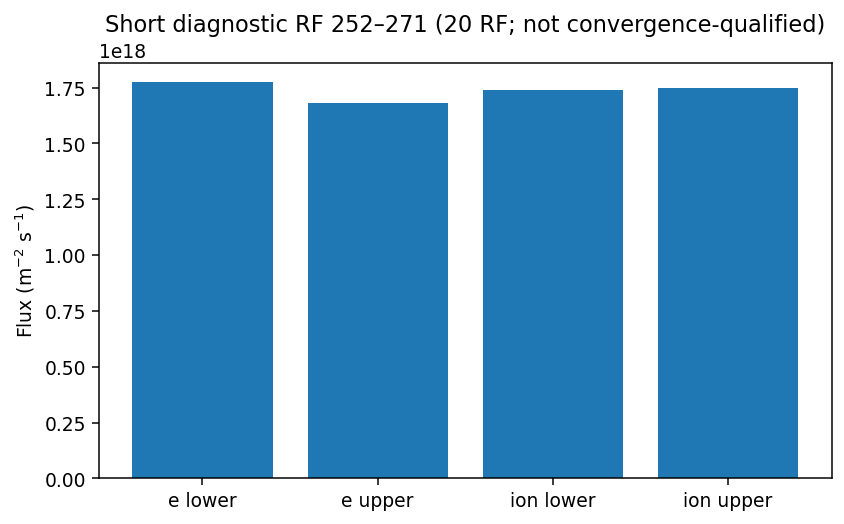 Short diagnostic RF 252–271 (20 RF; not convergence-qualified)
1e18
1.75
1.50
1.25
1.00
0.75
0.50
0.25
0.00
Flux (m⁻² s⁻¹)
e lower
e upper
ion lower
ion upper